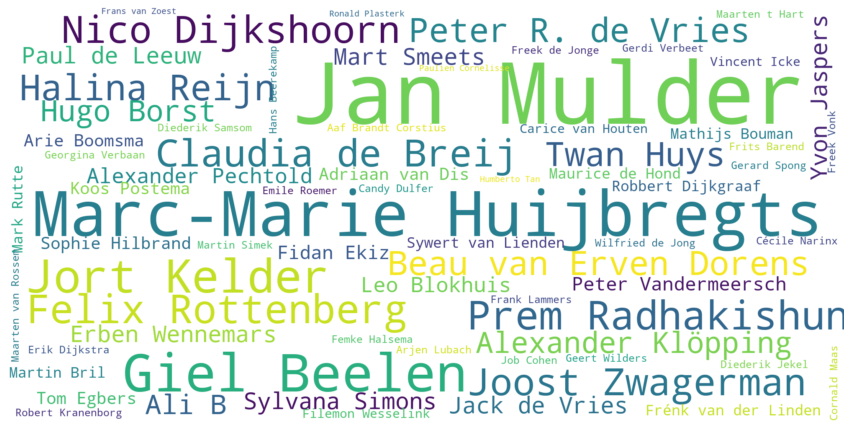 Frans van Zoest
Ronald Plasterk
Maarten t Hart
Nico Dijkshoorn
Peter R. de Vries
Yvon Jaspers
Paul de Leeuw
Hans Beerekamp
Mart Smeets
Freek de Jonge
Gerdi Verbeet
Vincent Icke
Paulien Cornelisse
Jan Mulder
Halina Reijn
Hugo Borst
Diederik Samsom
Aaf Brandt Corstius
Carice van Houten
Mathijs Bouman
Freek Vonk
Arie Boomsma
Georgina Verbaan
Claudia de Breij
Twan Huys
Frits Barend
Gerard Spong
Alexander Pechtold
Adriaan van Dis
Maurice de Hond
Humberto Tan
Robbert Dijkgraaf
Koos Postema
Emile Roemer
Candy Dulfer
Mark Rutte
Marc-Marie Huijbregts
Sophie Hilbrand
Martin Simek
Fidan Ekiz
Sywert van Lienden
Wilfried de Jong
Cécile Narinx
Maarten van Rossem
Jort Kelder
Beau van Erven Dorens
Leo Blokhuis
Peter Vandermeersch
Felix Rottenberg
Frank Lammers
Prem Radhakishun
Erben Wennemars
Femke Halsema
Alexander Klöpping
Erik Dijkstra
Arjen Lubach
Job Cohen
Geert Wilders
Diederik Jekel
Cornald Maas
Martin Bril
Giel Beelen
Joost Zwagerman
Tom Egbers
Ali B
Sylvana Simons
Jack de Vries
Frénk van der Linden
Robert Kranenborg
Filemon Wesselink